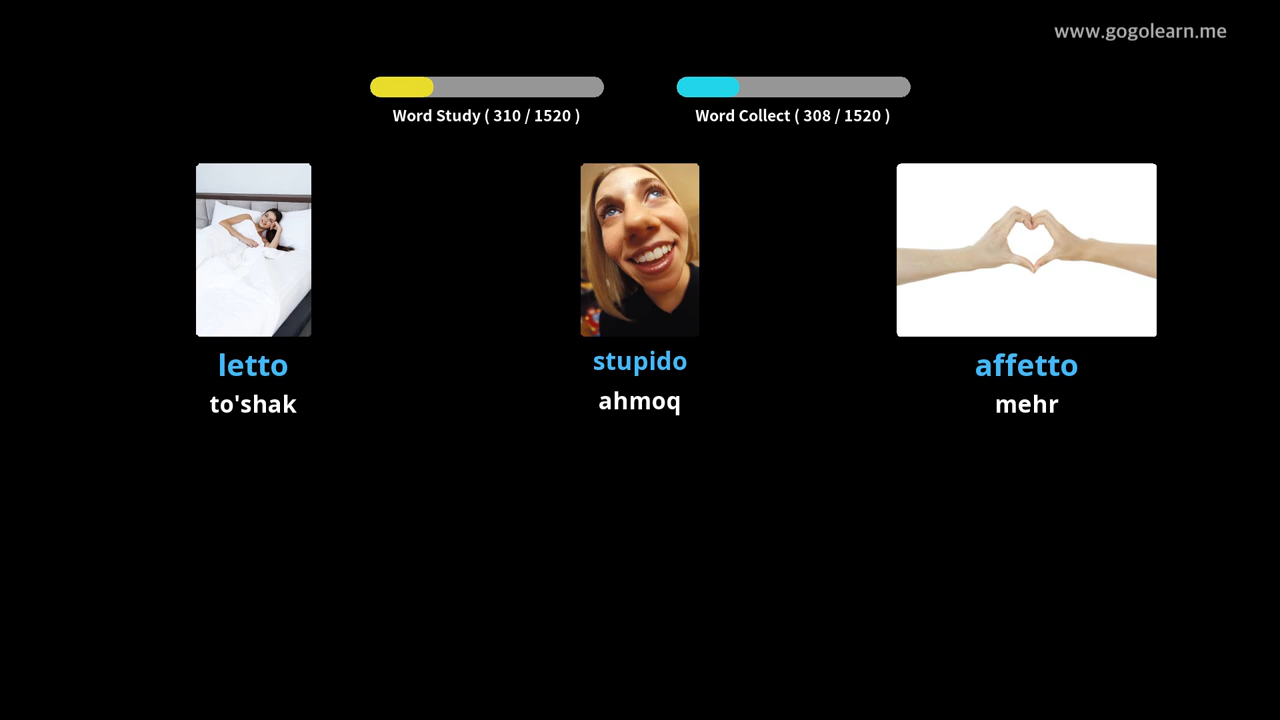 www.gogolearn.me
Word Study ( 310 / 1520 )
Word Collect ( 308 / 1520 )
letto
to'shak
stupido
ahmoq
affetto
mehr